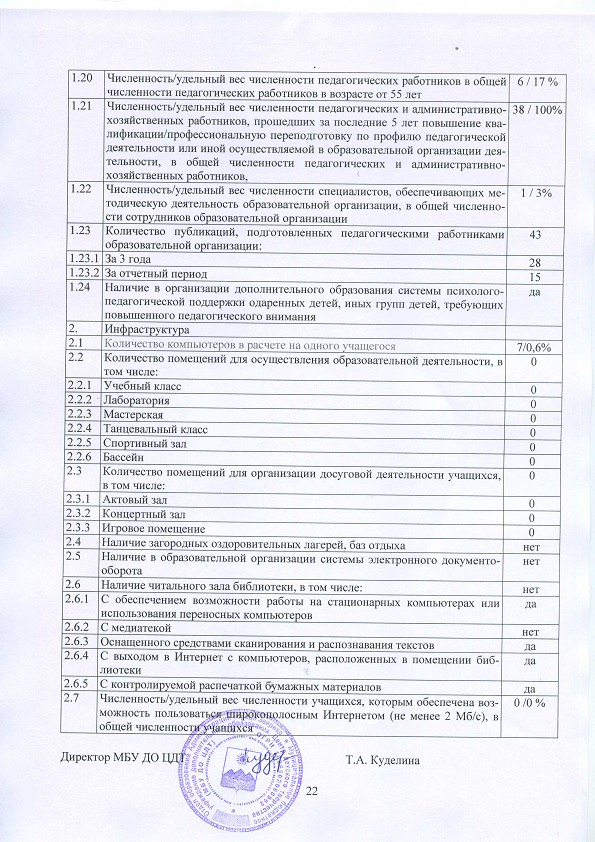 1.20 Численность/удельный вес численности педагогических работников в общей 6 / 17 %
численности педагогических работников в возрасте от 55 лет
1.21 Численность/удельный вес численности педагогических и административно- 38 / 100%
хозяйственных работников, прошедших за последние 5 лет повышение ква-
лификации/профессиональную переподготовку по профилю педагогической
деятельности или иной осуществляемой в образовательной организации дея-
тельности, в общей численности педагогических и административно-
хозяйственных работников,
1.22 Численность/удельный вес численности специалистов, обеспечивающих ме- 1 / 3%
тодическую деятельность образовательной организации, в общей численно-
сти сотрудников образовательной организации
1.23 Количество публикаций, подготовленных педагогическими работниками 43
образовательной организации:
1.23.1 За 3 года 28
1.23.2 За отчетный период 15
1.24 Наличие в организации дополнительного образования системы психолого- да
педагогической поддержки одаренных детей, иных групп детей, требующих
повышенного педагогического внимания
2. Инфраструктура
2.1 Количество компьютеров в расчете на одного учащегося 7/0,6%
2.2 Количество помещений для осуществления образовательной деятельности, в 0
том числе:
2.2.1 Учебный класс 0
2.2.2 Лаборатория 0
2.2.3 Мастерская 0
2.2.4 Танцевальный класс 0
2.2.5 Спортивный зал 0
2.2.6 Бассейн 0
2.3 Количество помещений для организации досуговой деятельности учащихся, 0
в том числе:
2.3.1 Актовый зал 0
2.3.2 Концертный зал 0
2.3.3 Игровое помещение 0
2.4 Наличие загородных оздоровительных лагерей, баз отдыха нет
2.5 Наличие в образовательной организации системы электронного документо- нет
оборота
2.6 Наличие читального зала библиотеки, в том числе: нет
2.6.1 С обеспечением возможности работы на стационарных компьютерах или да
использования переносных компьютеров
2.6.2 С медиатекой нет
2.6.3 Оснащенного средствами сканирования и распознавания текстов да
2.6.4 С выходом в Интернет с компьютеров, расположенных в помещении биб- да
лиотеки
2.6.5 С контролируемой распечаткой бумажных материалов да
2.7 Численность/удельный вес численности учащихся, которым обеспечена воз- 0 /0 %
можность пользоваться широкополосным Интернетом (не менее 2 Мб/с), в
общей численности учащихся
Директор МБУ ДО ЦДТ Т.А. Куделина
22